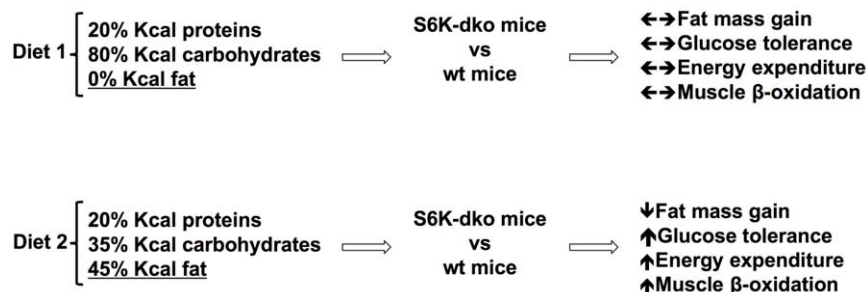 Diet 1
20% Kcal proteins
80% Kcal carbohydrates
0% Kcal fat
S6K-dko mice
vs
wt mice
←→Fat mass gain
←→Glucose tolerance
←→Energy expenditure
←→Muscle β-oxidation
Diet 2
20% Kcal proteins
35% Kcal carbohydrates
45% Kcal fat
S6K-dko mice
vs
wt mice
↓Fat mass gain
↑Glucose tolerance
↑Energy expenditure
↑Muscle β-oxidation